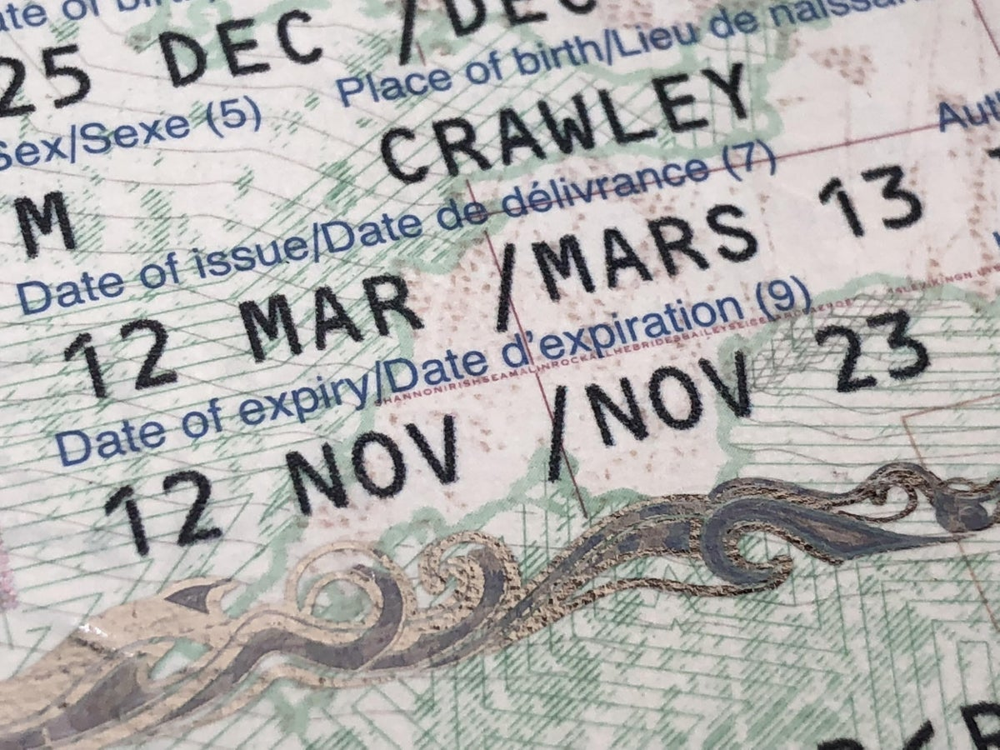 25 DEC /DEC
Sex/Sexe (5)
Place of birth/Lieu de
CRAWLEY
M
Date of issue/Date de délivrance (7)
12 MAR /MARS 13
Date of expiry/Date d'expiration (9)
12 NOV /NOV 23